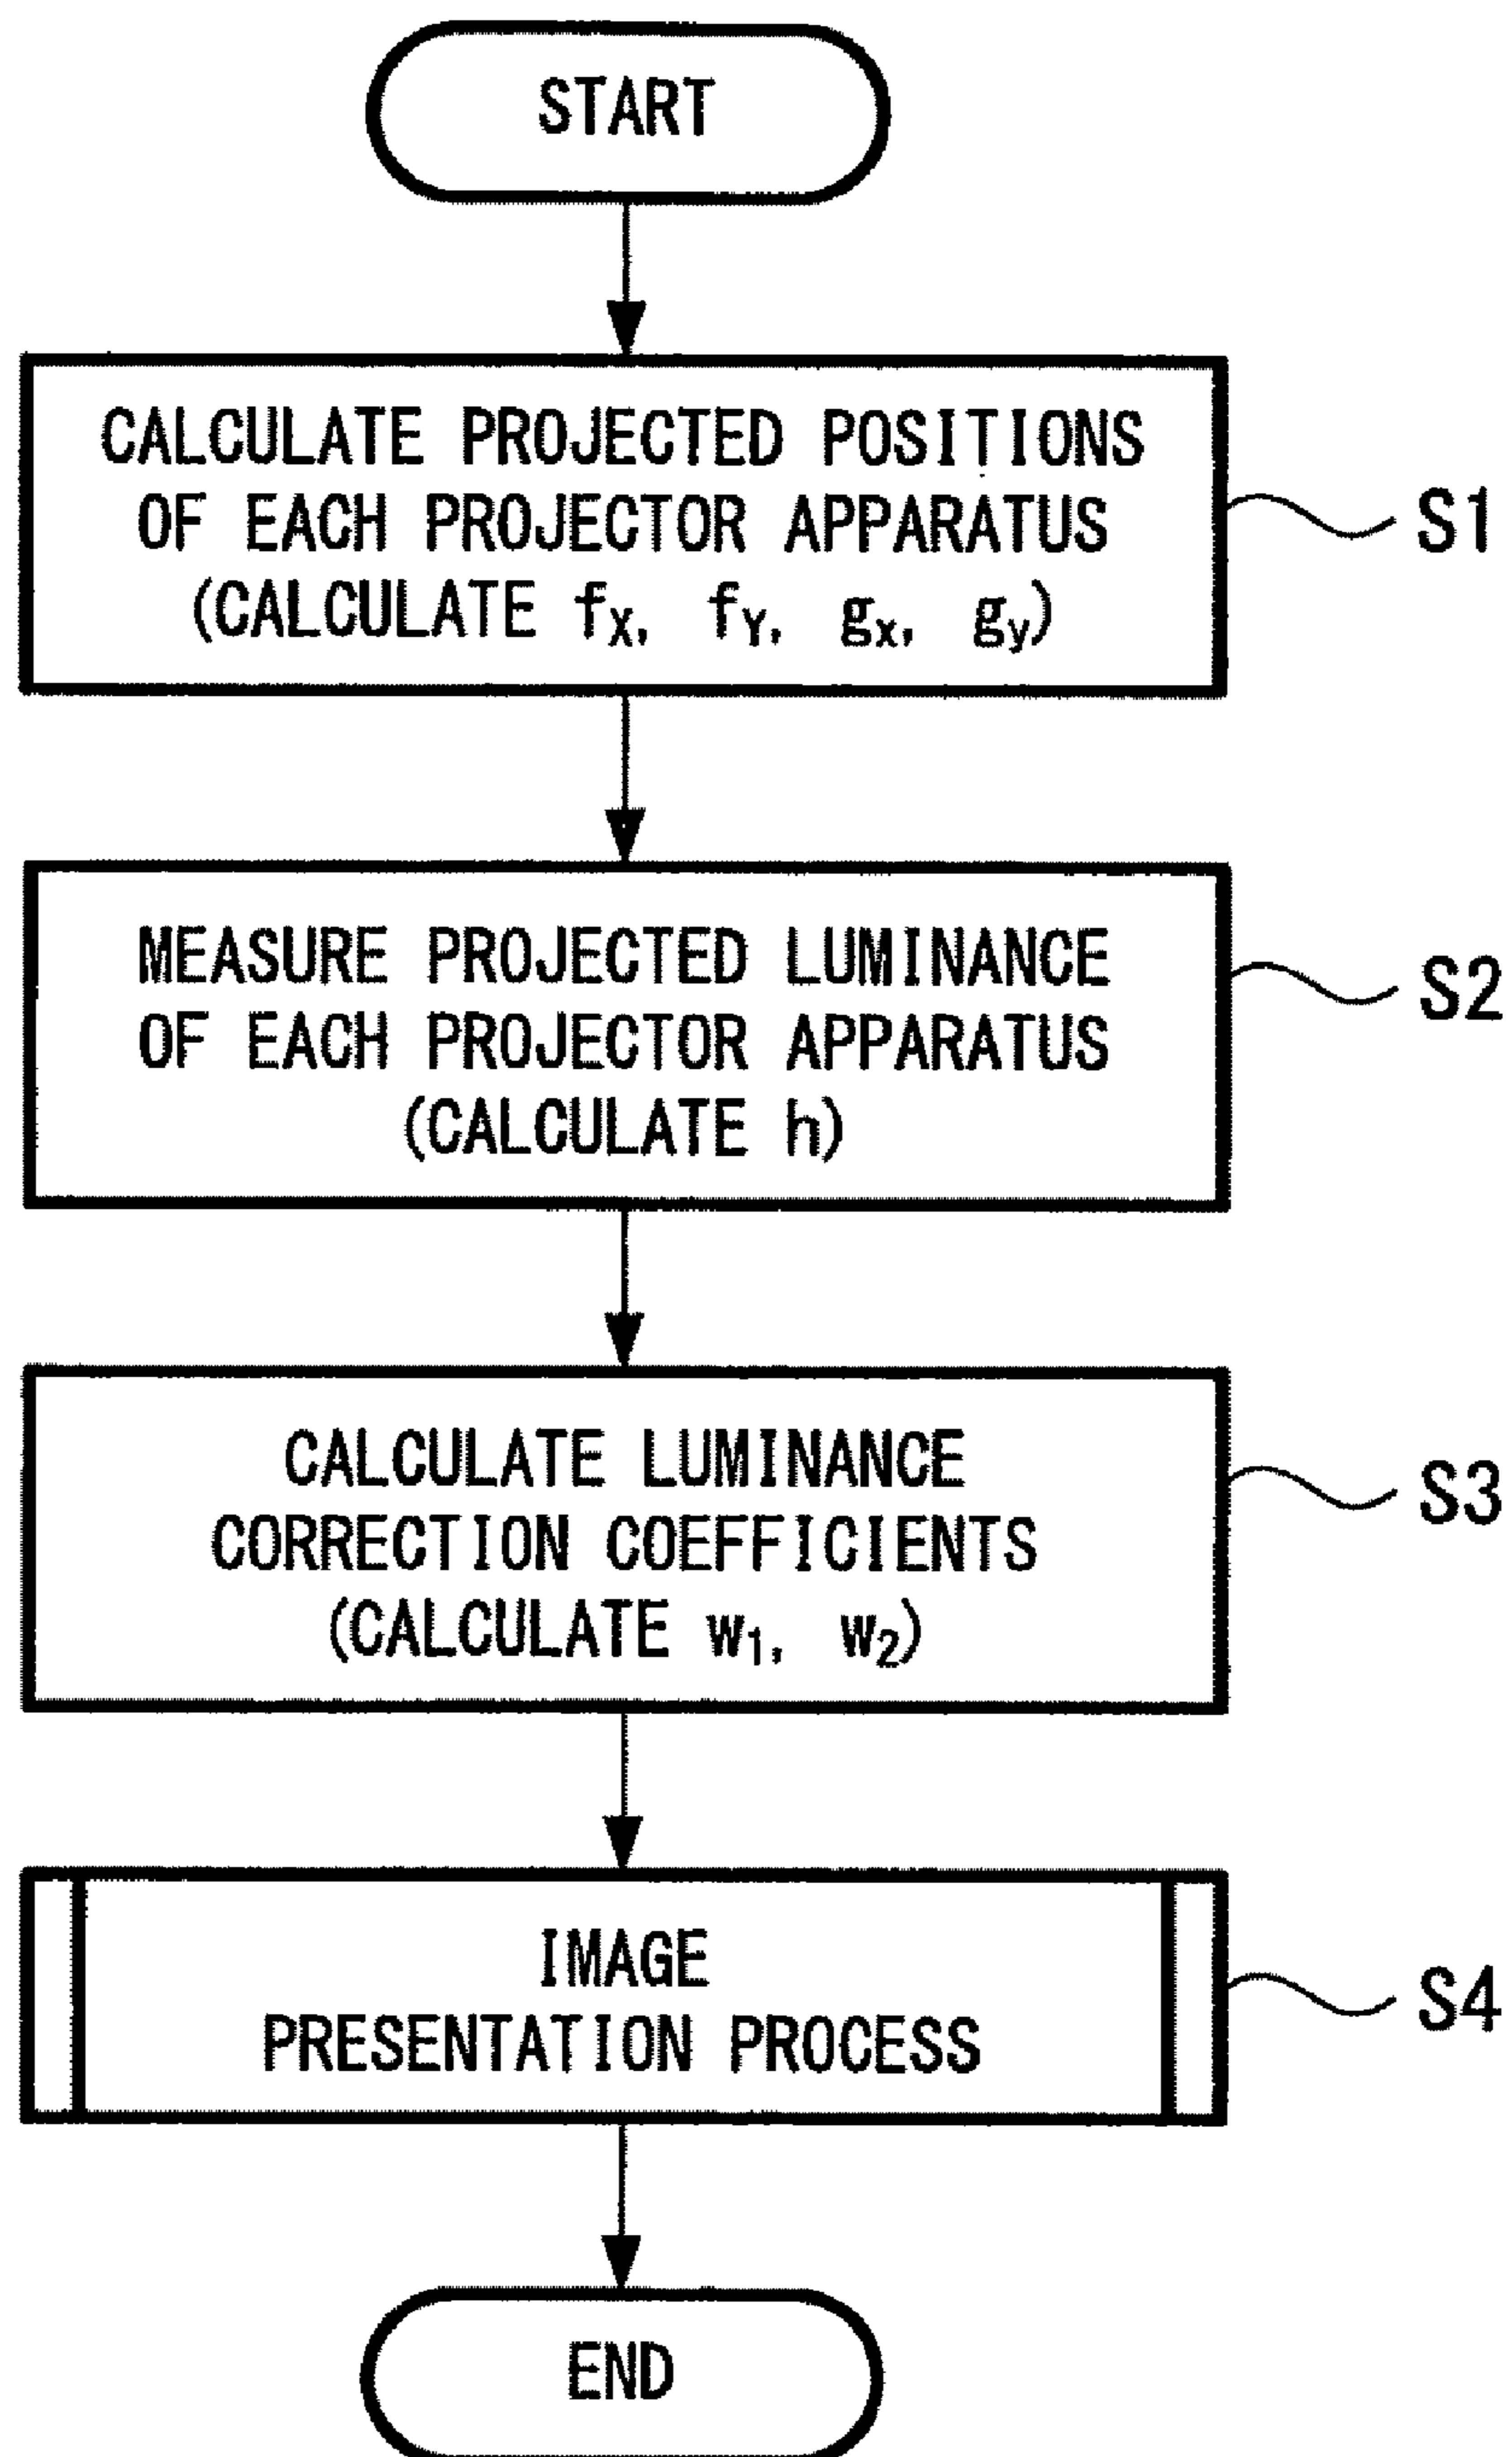 START
CALCULATE PROJECTED POSITIONS
OF EACH PROJECTOR APPARATUS
(CALCULATE fX, fY, gx, gy)
S1
MEASURE PROJECTED LUMINANCE
OF EACH PROJECTOR APPARATUS
(CALCULATE h)
S2
CALCULATE LUMINANCE
CORRECTION COEFFICIENTS
(CALCULATE w1, w2)
S3
IMAGE
PRESENTATION PROCESS
S4
END